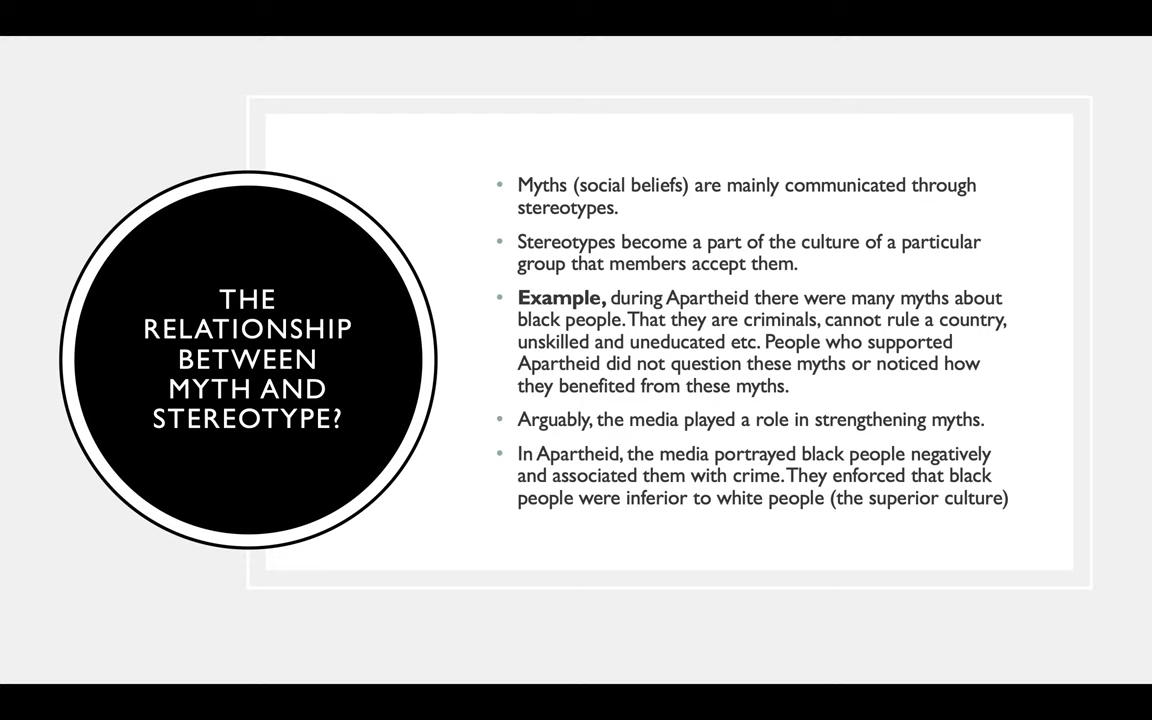 THE
RELATIONSHIP
BETWEEN
MYTH AND
STEREOTYPE?
• Myths (social beliefs) are mainly communicated through
stereotypes.
• Stereotypes become a part of the culture of a particular
group that members accept them.
• Example, during Apartheid there were many myths about
black people. That they are criminals, cannot rule a country,
unskilled and uneducated etc. People who supported
Apartheid did not question these myths or noticed how
they benefited from these myths.
• Arguably, the media played a role in strengthening myths.
• In Apartheid, the media portrayed black people negatively
and associated them with crime. They enforced that black
people were inferior to white people (the superior culture)